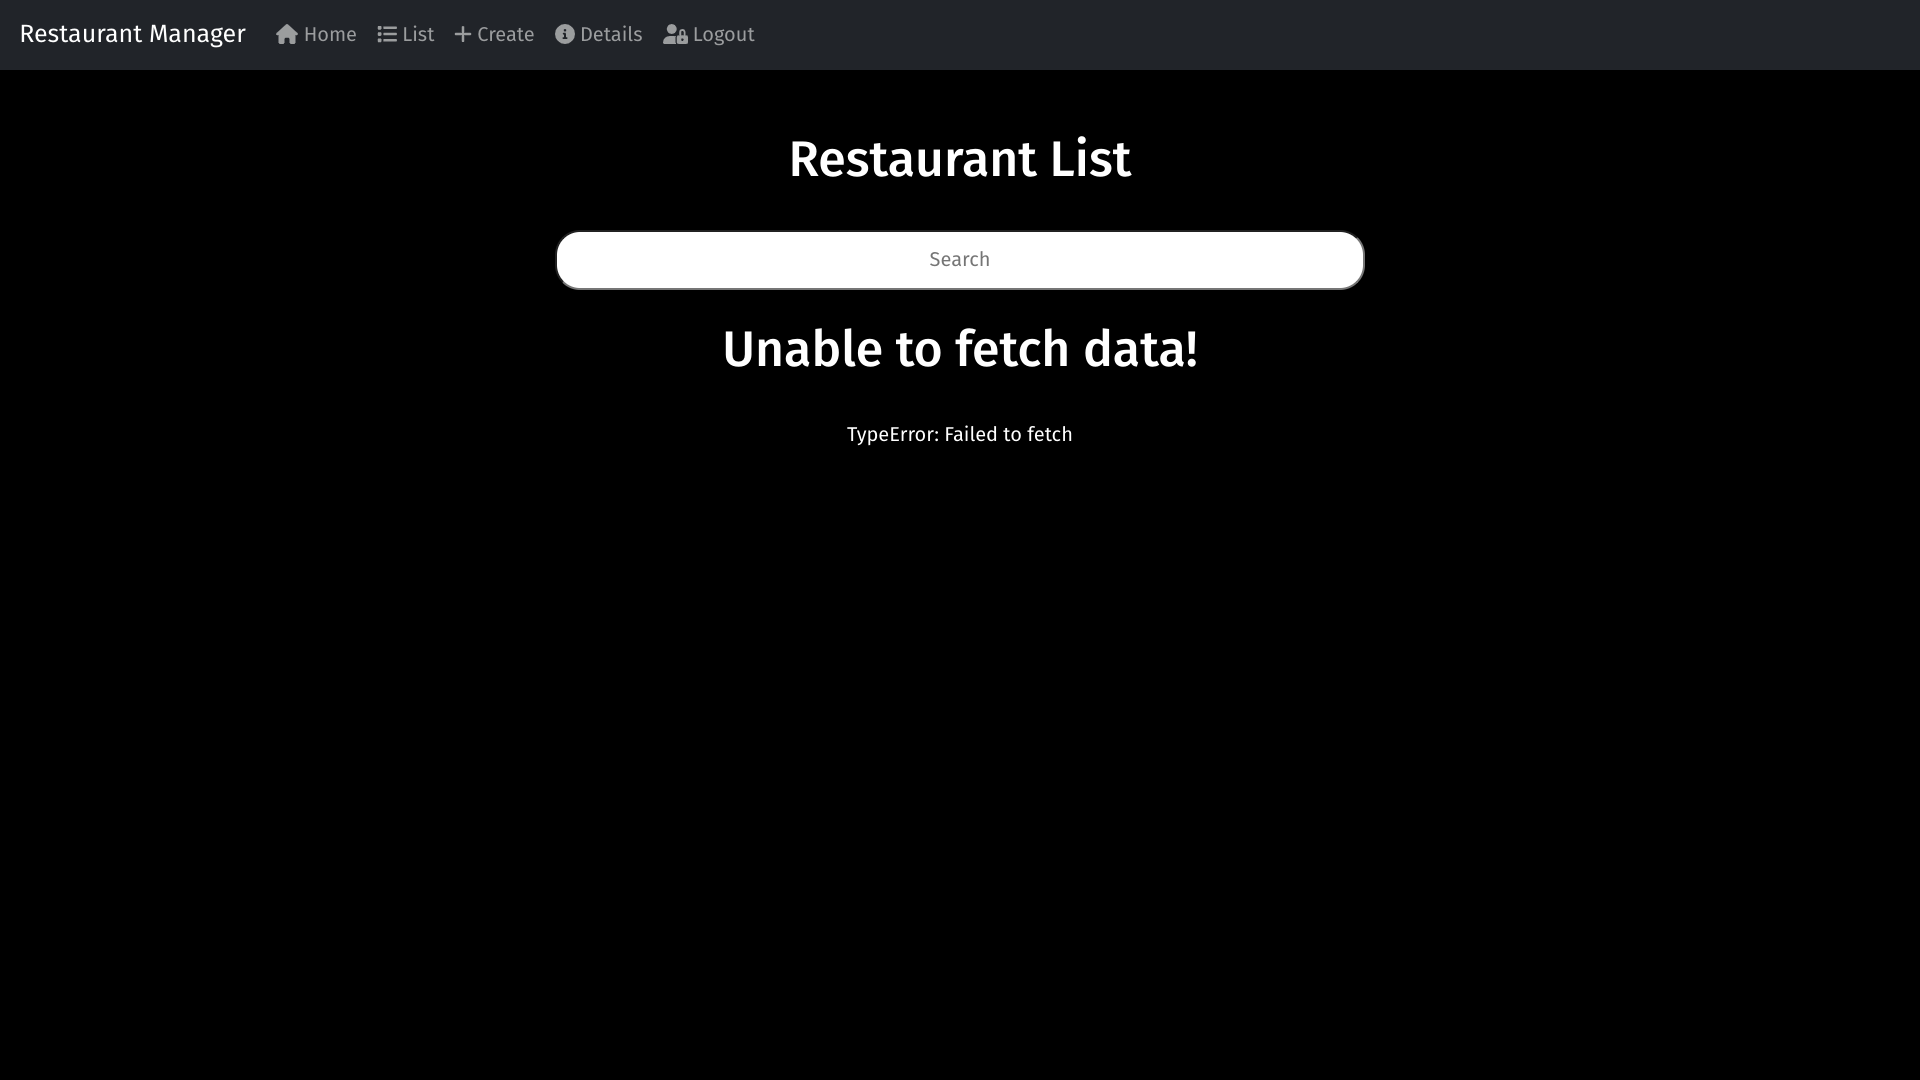 Restaurant Manager Home List Create Details Logout
Restaurant List
Search
Unable to fetch data!
TypeError: Failed to fetch